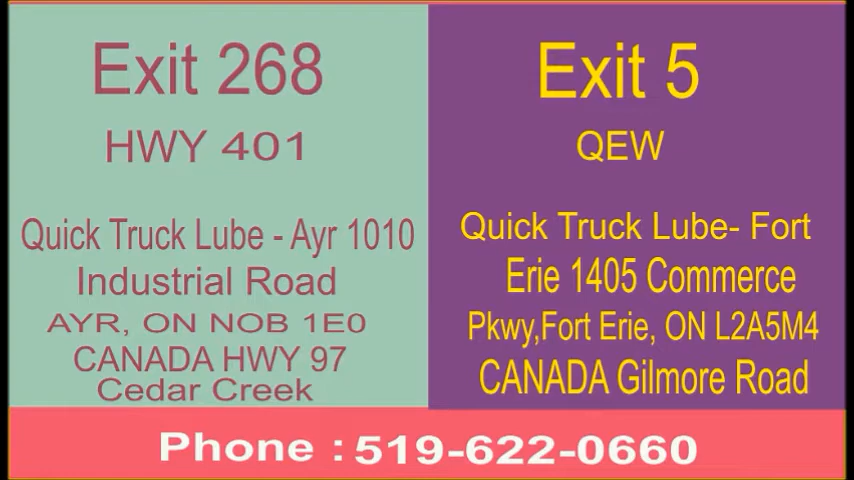 Exit 268
HWY 401
Quick Truck Lube - Ayr 1010
Industrial Road
AYR, ON NOB 1E0
CANADA HWY 97
Cedar Creek
Exit 5
QEW
Quick Truck Lube- Fort
Erie 1405 Commerce
Pkwy,Fort Erie, ON L2A5M4
CANADA Gilmore Road
Phone : 519-622-0660